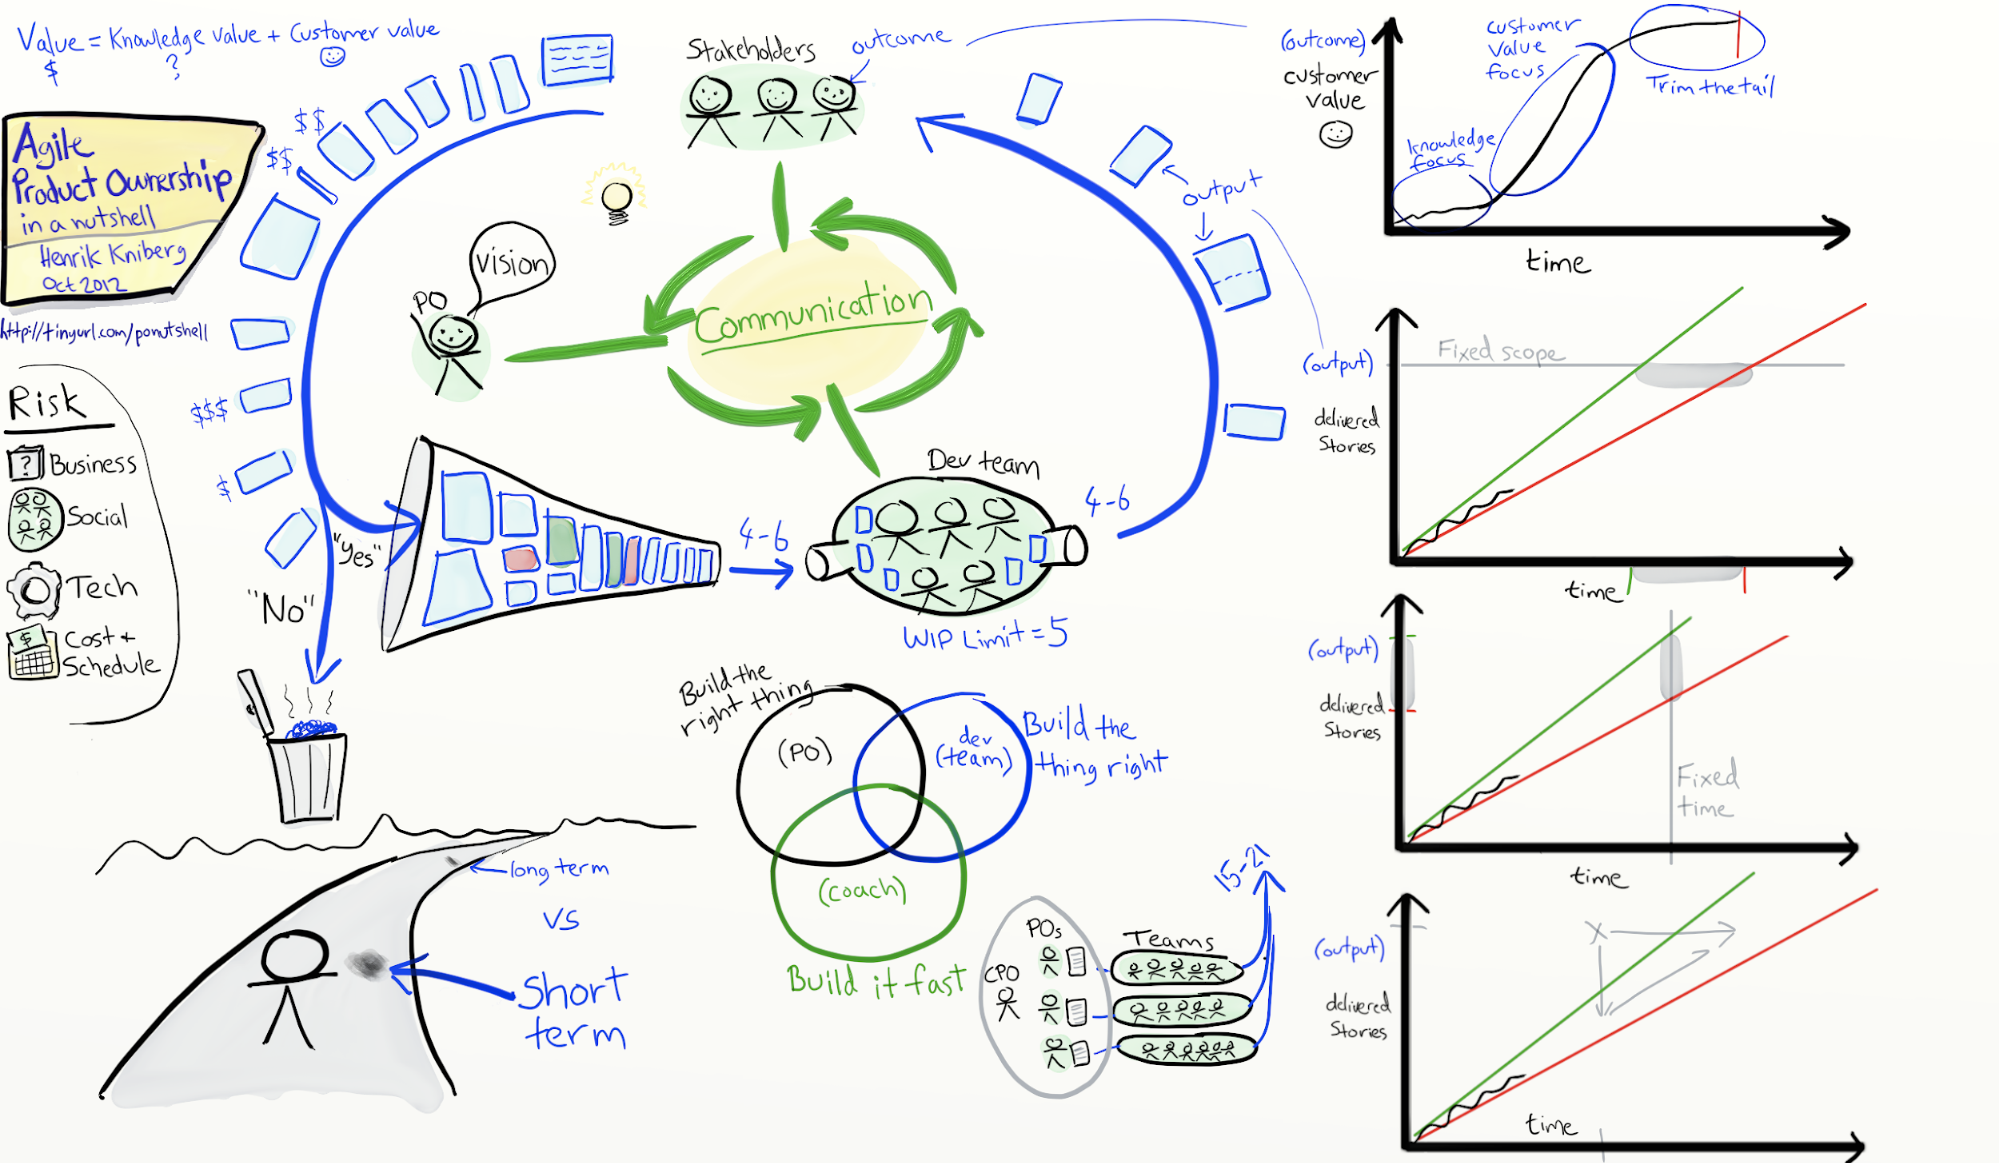 Value = Knowledge value + Customer value
$ ?
Agile
Product Ownership
in a nutshell
Henrik Kniberg
Oct 2012
http://tinyurl.com/ponutshell
Risk
? Business
Social
Tech
$ Cost +
Schedule
$$
$$
$$$
$
"Yes"
"No"
Stakeholders
outcome
PO
vision
Communication
output
4-6
Dev team
4-6
WIP Limit = 5
long term
vs
Short
term
Build the
right thing
(PO)
dev
(team)
Build the
thing right
(coach)
Build it fast
CPO
POs
Teams
15-21
(outcome)
customer
value
knowledge
focus
customer
value
focus
Trim the tail
time
(output)
delivered
Stories
Fixed scope
time
(output)
delivered
Stories
Fixed
time
time
(output)
delivered
Stories
X
time